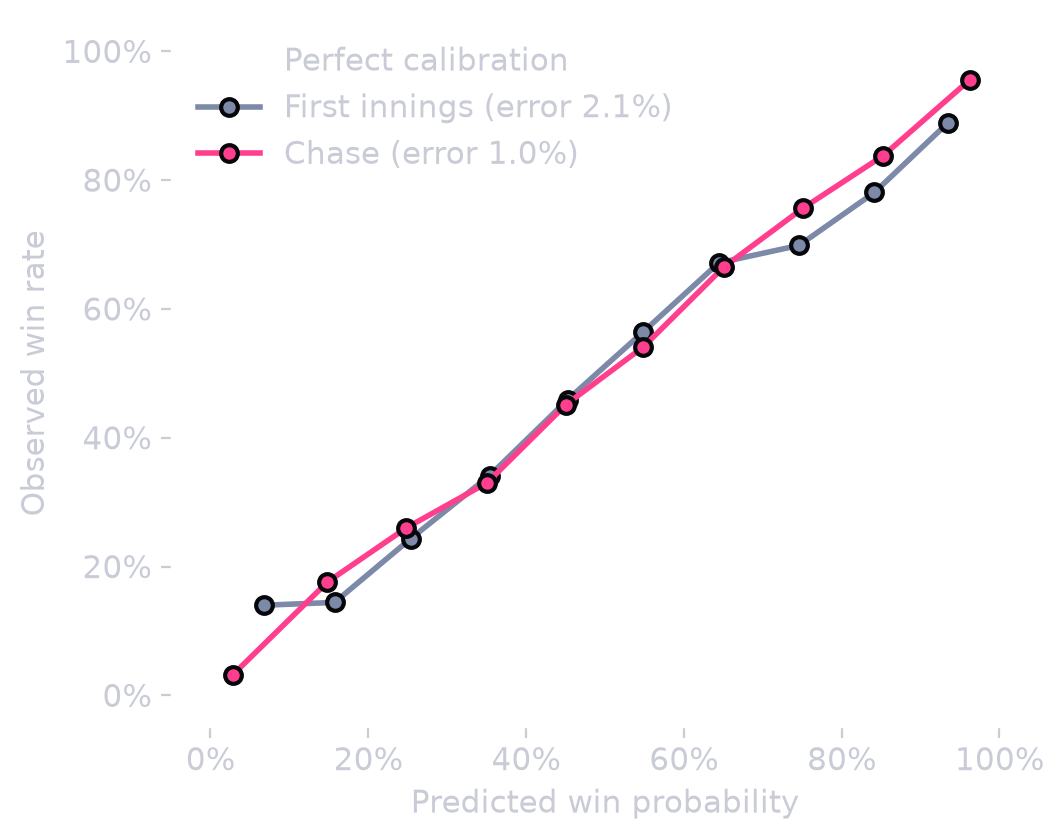 100%
80%
60%
40%
20%
0%
Observed win rate
Perfect calibration
First innings (error 2.1%)
Chase (error 1.0%)
0% 20% 40% 60% 80% 100%
Predicted win probability